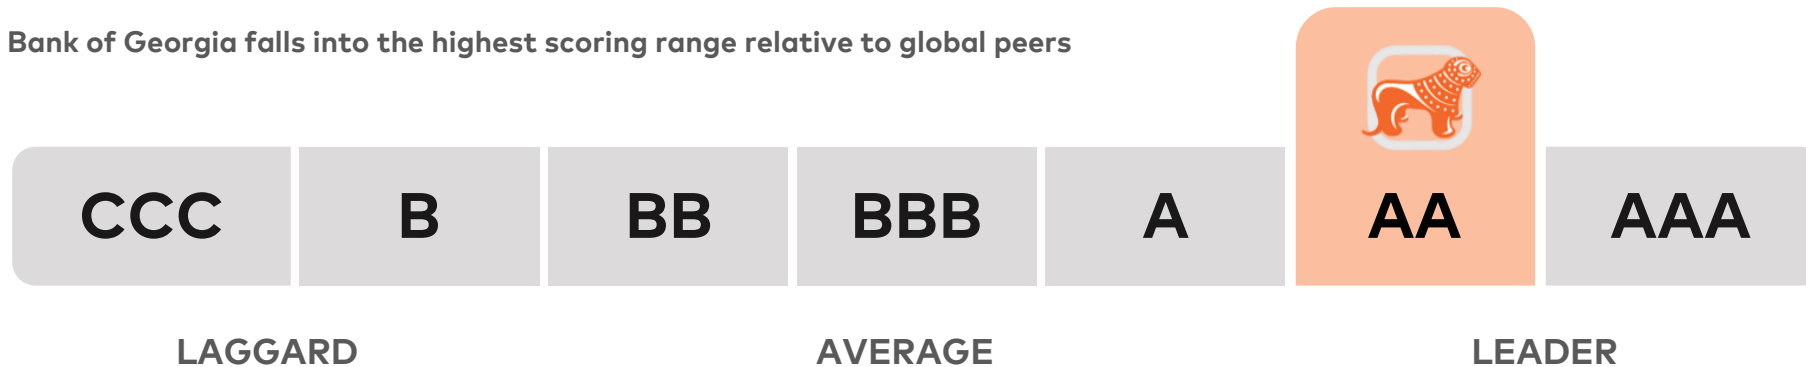 Bank of Georgia falls into the highest scoring range relative to global peers
CCC B BB BBB A AA AAA
LAGGARD AVERAGE LEADER